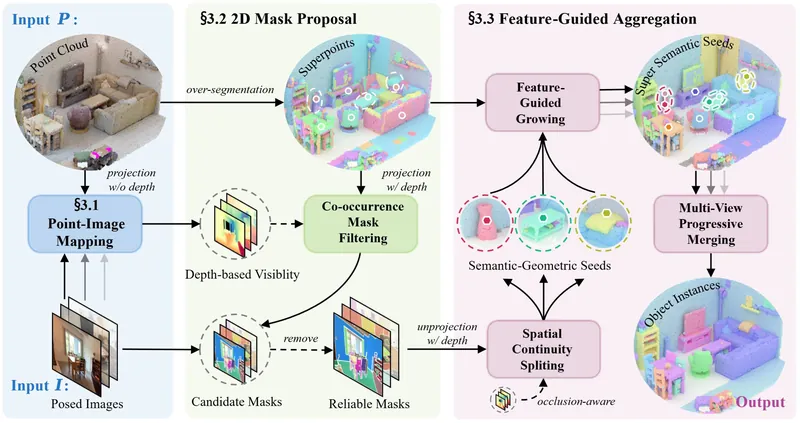 Input P:
§3.2 2D Mask Proposal
§3.3 Feature-Guided Aggregation
Point Cloud
over-segmentation
Superpoints
Feature-
Guided
Growing
Super Semantic Seeds
projection
w/o depth
projection
w/ depth
§3.1
Point-Image
Mapping
Co-occurrence
Mask
Filtering
Multi-View
Progressive
Merging
Depth-based Visiblity
Semantic-Geometric Seeds
Object Instances
remove
unprojection
w/ depth
Spatial
Continuity
Spliting
Input I:
Posed Images
Candidate Masks
Reliable Masks
occlusion-aware
Output